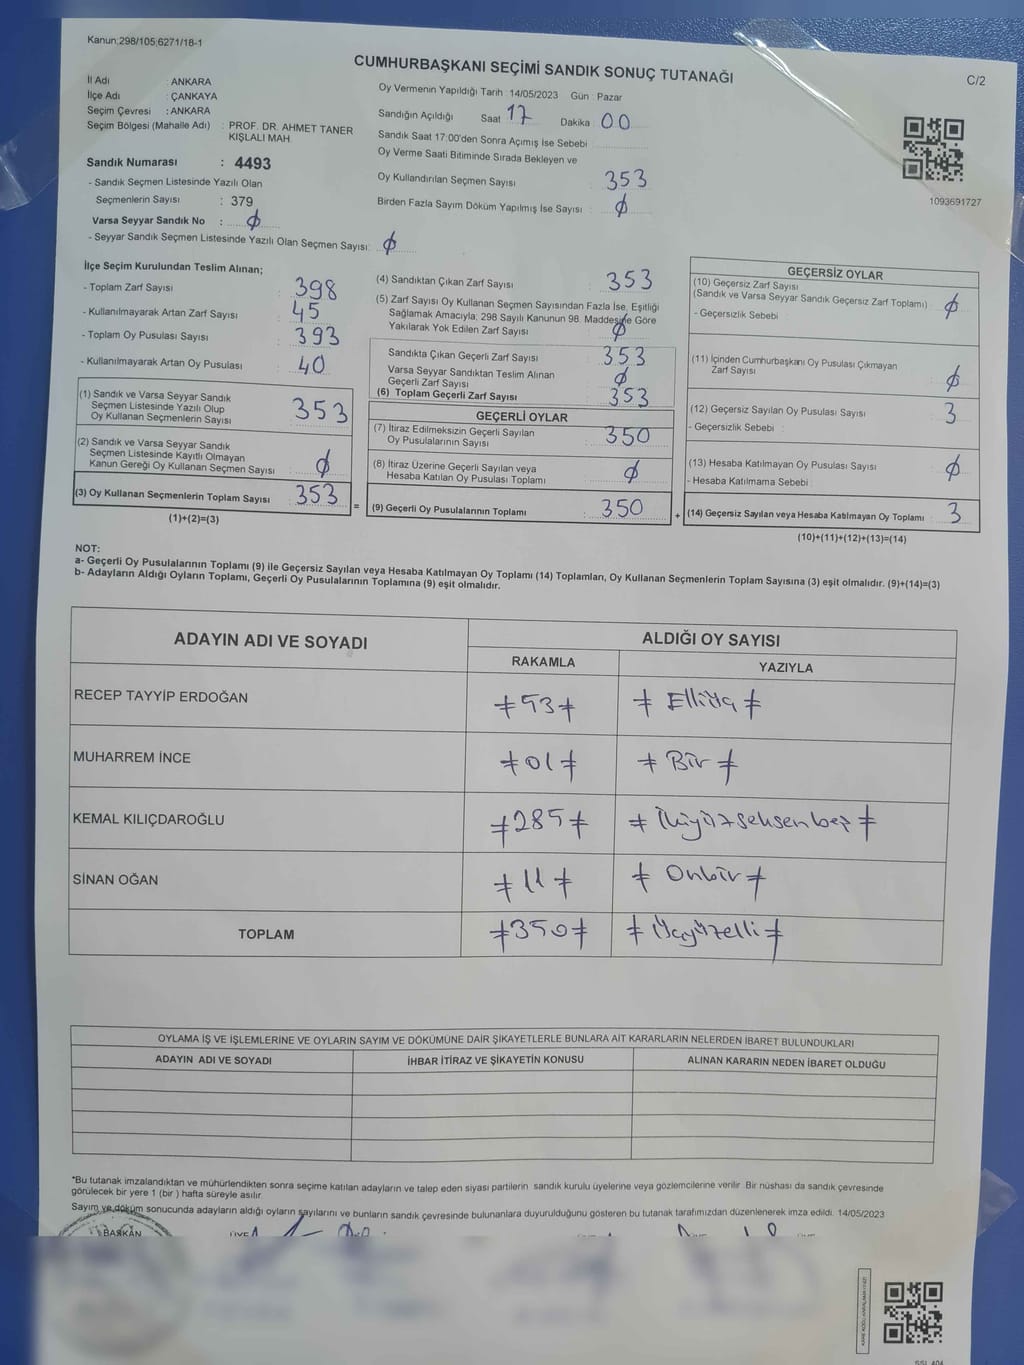 Kanun:298/105;6271/18-1
CUMHURBAŞKANI SEÇİMİ SANDIK SONUÇ TUTANAĞI
C/2
İl Adı : ANKARA
İlçe Adı : ÇANKAYA
Seçim Çevresi : ANKARA
Seçim Bölgesi (Mahalle Adı) : PROF. DR. AHMET TANER
KIŞLALI MAH.
Sandık Numarası : 4493
- Sandık Seçmen Listesinde Yazılı Olan
Seçmenlerin Sayısı : 379
Varsa Seyyar Sandık No : ϕ
- Seyyar Sandık Seçmen Listesinde Yazılı Olan Seçmen Sayısı: ϕ
Oy Vermenin Yapıldığı Tarih : 14/05/2023 Gün : Pazar
Sandığın Açıldığı Saat 17 Dakika 00
Sandık Saat 17:00'den Sonra Açımış İse Sebebi
Oy Verme Saati Bitiminde Sırada Bekleyen ve
Oy Kullandırılan Seçmen Sayısı 353
Birden Fazla Sayım Döküm Yapılmış İse Sayısı : ϕ
1093691727
İlçe Seçim Kurulundan Teslim Alınan;
- Toplam Zarf Sayısı : 398
- Kullanılmayarak Artan Zarf Sayısı : 45
- Toplam Oy Pusulası Sayısı : 393
- Kullanılmayarak Artan Oy Pusulası : 40
(1) Sandık ve Varsa Seyyar Sandık
Seçmen Listesinde Yazılı Olup
Oy Kullanan Seçmenlerin Sayısı : 353
(2) Sandık ve Varsa Seyyar Sandık
Seçmen Listesinde Kayıtlı Olmayan
Kanun Gereği Oy Kullanan Seçmen Sayısı : ϕ
(3) Oy Kullanan Seçmenlerin Toplam Sayısı : 353
(1)+(2)=(3)
=
(4) Sandıktan Çıkan Zarf Sayısı : 353
(5) Zarf Sayısı Oy Kullanan Seçmen Sayısından Fazla İse, Eşitliği
Sağlamak Amacıyla; 298 Sayılı Kanunun 98. Maddesine Göre
Yakılarak Yok Edilen Zarf Sayısı : ϕ
Sandıkta Çıkan Geçerli Zarf Sayısı : 353
Varsa Seyyar Sandıktan Teslim Alınan
Geçerli Zarf Sayısı : ϕ
(6) Toplam Geçerli Zarf Sayısı : 353
GEÇERLİ OYLAR
(7) İtiraz Edilmeksizin Geçerli Sayılan
Oy Pusulalarının Sayısı : 350
(8) İtiraz Üzerine Geçerli Sayılan veya
Hesaba Katılan Oy Pusulası Toplamı : ϕ
(9) Geçerli Oy Pusulalarının Toplamı : 350
+
GEÇERSİZ OYLAR
(10) Geçersiz Zarf Sayısı
(Sandık ve Varsa Seyyar Sandık Geçersiz Zarf Toplamı) : ϕ
- Geçersizlik Sebebi :
(11) İçinden Cumhurbaşkanı Oy Pusulası Çıkmayan
Zarf Sayısı : ϕ
(12) Geçersiz Sayılan Oy Pusulası Sayısı : 3
- Geçersizlik Sebebi :
(13) Hesaba Katılmayan Oy Pusulası Sayısı : ϕ
- Hesaba Katılmama Sebebi :
(14) Geçersiz Sayılan veya Hesaba Katılmayan Oy Toplamı : 3
(10)+(11)+(12)+(13)=(14)
NOT:
a- Geçerli Oy Pusulalarının Toplamı (9) ile Geçersiz Sayılan veya Hesaba Katılmayan Oy Toplamı (14) Toplamları, Oy Kullanan Seçmenlerin Toplam Sayısına (3) eşit olmalıdır. (9)+(14)=(3)
b- Adayların Aldığı Oyların Toplamı, Geçerli Oy Pusulalarının Toplamına (9) eşit olmalıdır.
ADAYIN ADI VE SOYADI
ALDIĞI OY SAYISI
RAKAMLA YAZIYLA
RECEP TAYYİP ERDOĞAN ≠53≠ ≠ Elliüç ≠
MUHARREM İNCE ≠01≠ ≠ Bir ≠
KEMAL KILIÇDAROĞLU ≠285≠ ≠ İkiyüzseksenbeş ≠
SİNAN OĞAN ≠11≠ ≠ Onbir ≠
TOPLAM ≠350≠ ≠ Üçyüzelli ≠
OYLAMA İŞ VE İŞLEMLERİNE VE OYLARIN SAYIM VE DÖKÜMÜNE DAİR ŞİKAYETLERLE BUNLARA AİT KARARLARIN NELERDEN İBARET BULUNDUKLARI
ADAYIN ADI VE SOYADI İHBAR İTİRAZ VE ŞİKAYETİN KONUSU ALINAN KARARIN NEDEN İBARET OLDUĞU
*Bu tutanak imzalandıktan ve mühürlendikten sonra seçime katılan adayların ve talep eden siyasi partilerin sandık kurulu üyelerine veya gözlemcilerine verilir. Bir nüshası da sandık çevresinde
görülecek bir yere 1 (bir ) hafta süreyle asılır.
Sayım ve döküm sonucunda adayların aldığı oyların sayılarını ve bunların sandık çevresinde bulunanlara duyurulduğunu gösteren bu tutanak tarafımızdan düzenlenerek imza edildi. 14/05/2023
BAŞKAN